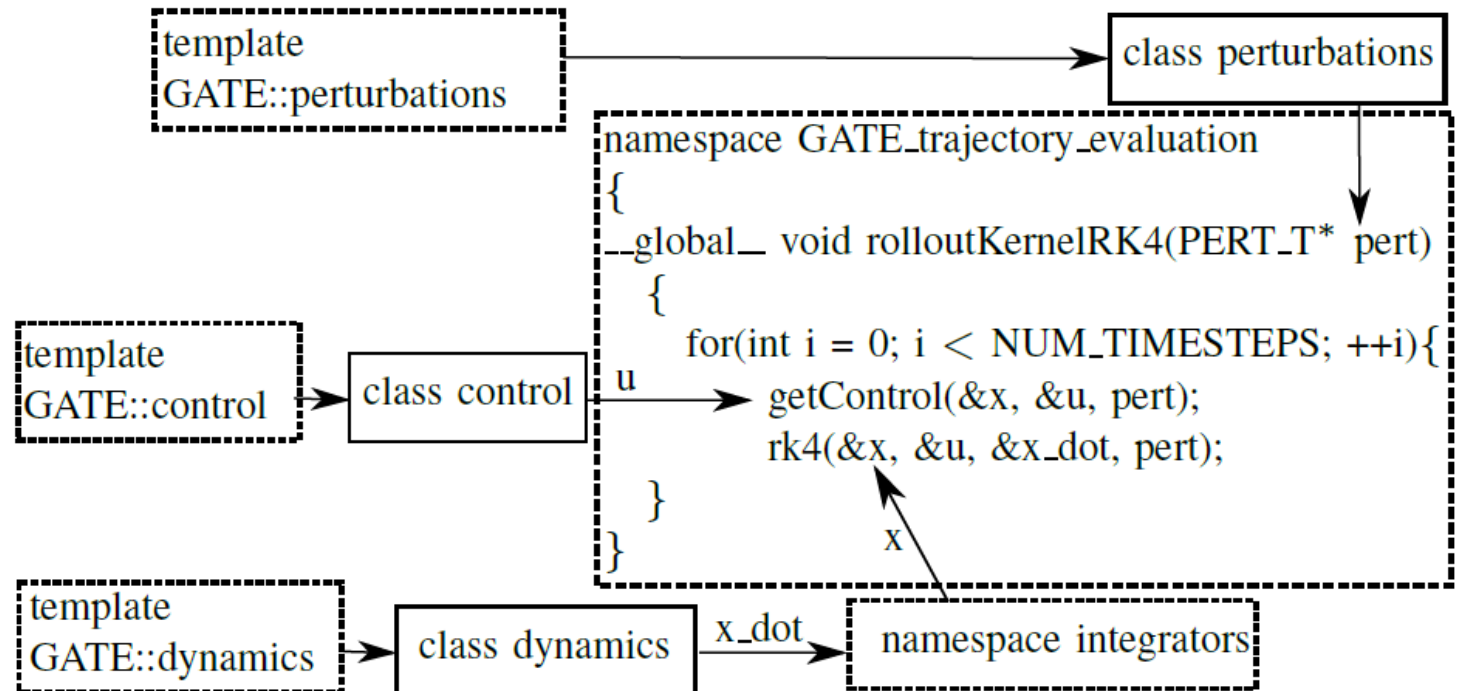 template
GATE::perturbations
class perturbations
namespace GATE_trajectory_evaluation
{
__global_ void rolloutKernelRK4(PERT_T* pert)
{
for(int i = 0; i < NUM_TIMESTEPS; ++i){
template
GATE::control
class control
u
getControl(&x, &u, pert);
rk4(&x, &u, &x_dot, pert);
}
x
}
template
GATE::dynamics
class dynamics
x_dot
namespace integrators